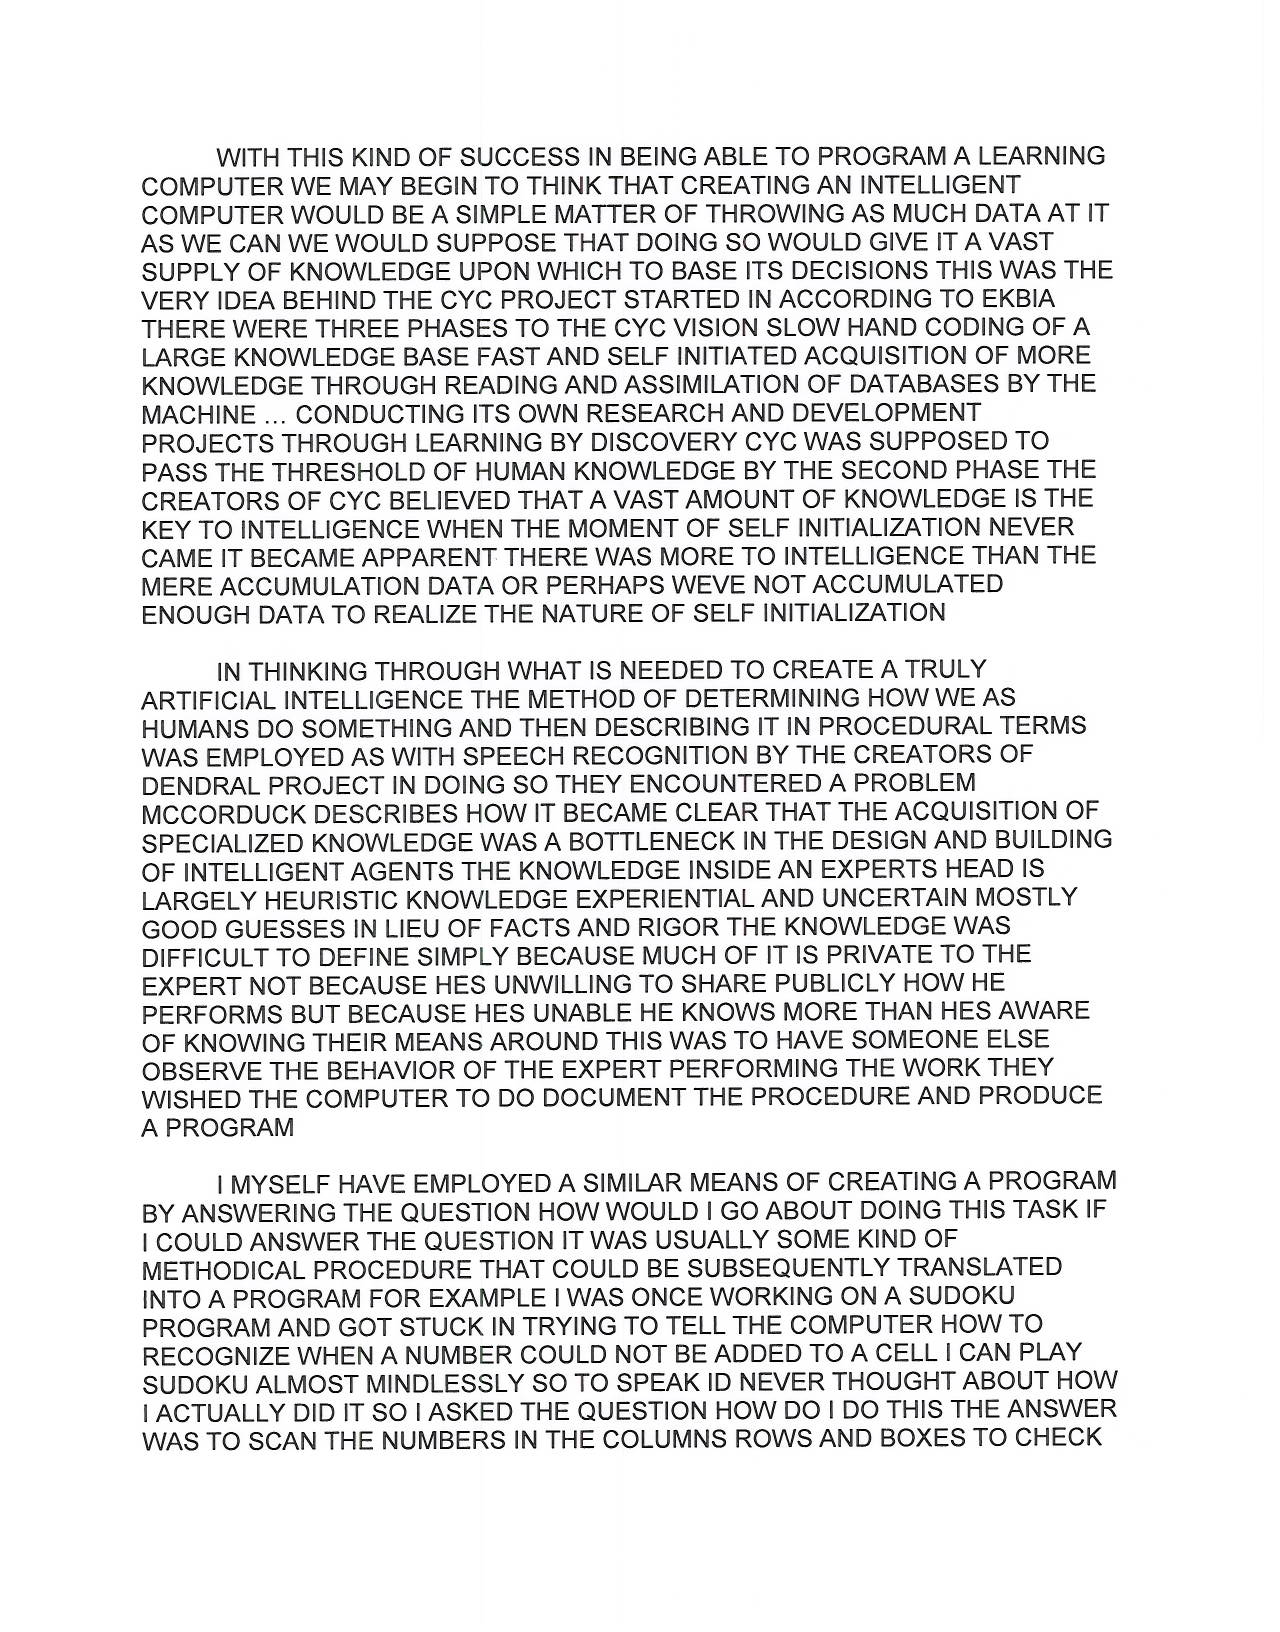 WITH THIS KIND OF SUCCESS IN BEING ABLE TO PROGRAM A LEARNING
COMPUTER WE MAY BEGIN TO THINK THAT CREATING AN INTELLIGENT
COMPUTER WOULD BE A SIMPLE MATTER OF THROWING AS MUCH DATA AT IT
AS WE CAN WE WOULD SUPPOSE THAT DOING SO WOULD GIVE IT A VAST
SUPPLY OF KNOWLEDGE UPON WHICH TO BASE ITS DECISIONS THIS WAS THE
VERY IDEA BEHIND THE CYC PROJECT STARTED IN ACCORDING TO EKBIA
THERE WERE THREE PHASES TO THE CYC VISION SLOW HAND CODING OF A
LARGE KNOWLEDGE BASE FAST AND SELF INITIATED ACQUISITION OF MORE
KNOWLEDGE THROUGH READING AND ASSIMILATION OF DATABASES BY THE
MACHINE ... CONDUCTING ITS OWN RESEARCH AND DEVELOPMENT
PROJECTS THROUGH LEARNING BY DISCOVERY CYC WAS SUPPOSED TO
PASS THE THRESHOLD OF HUMAN KNOWLEDGE BY THE SECOND PHASE THE
CREATORS OF CYC BELIEVED THAT A VAST AMOUNT OF KNOWLEDGE IS THE
KEY TO INTELLIGENCE WHEN THE MOMENT OF SELF INITIALIZATION NEVER
CAME IT BECAME APPARENT THERE WAS MORE TO INTELLIGENCE THAN THE
MERE ACCUMULATION DATA OR PERHAPS WEVE NOT ACCUMULATED
ENOUGH DATA TO REALIZE THE NATURE OF SELF INITIALIZATION
IN THINKING THROUGH WHAT IS NEEDED TO CREATE A TRULY
ARTIFICIAL INTELLIGENCE THE METHOD OF DETERMINING HOW WE AS
HUMANS DO SOMETHING AND THEN DESCRIBING IT IN PROCEDURAL TERMS
WAS EMPLOYED AS WITH SPEECH RECOGNITION BY THE CREATORS OF
DENDRAL PROJECT IN DOING SO THEY ENCOUNTERED A PROBLEM
MCCORDUCK DESCRIBES HOW IT BECAME CLEAR THAT THE ACQUISITION OF
SPECIALIZED KNOWLEDGE WAS A BOTTLENECK IN THE DESIGN AND BUILDING
OF INTELLIGENT AGENTS THE KNOWLEDGE INSIDE AN EXPERTS HEAD IS
LARGELY HEURISTIC KNOWLEDGE EXPERIENTIAL AND UNCERTAIN MOSTLY
GOOD GUESSES IN LIEU OF FACTS AND RIGOR THE KNOWLEDGE WAS
DIFFICULT TO DEFINE SIMPLY BECAUSE MUCH OF IT IS PRIVATE TO THE
EXPERT NOT BECAUSE HES UNWILLING TO SHARE PUBLICLY HOW HE
PERFORMS BUT BECAUSE HES UNABLE HE KNOWS MORE THAN HES AWARE
OF KNOWING THEIR MEANS AROUND THIS WAS TO HAVE SOMEONE ELSE
OBSERVE THE BEHAVIOR OF THE EXPERT PERFORMING THE WORK THEY
WISHED THE COMPUTER TO DO DOCUMENT THE PROCEDURE AND PRODUCE
A PROGRAM
I MYSELF HAVE EMPLOYED A SIMILAR MEANS OF CREATING A PROGRAM
BY ANSWERING THE QUESTION HOW WOULD I GO ABOUT DOING THIS TASK IF
I COULD ANSWER THE QUESTION IT WAS USUALLY SOME KIND OF
METHODICAL PROCEDURE THAT COULD BE SUBSEQUENTLY TRANSLATED
INTO A PROGRAM FOR EXAMPLE I WAS ONCE WORKING ON A SUDOKU
PROGRAM AND GOT STUCK IN TRYING TO TELL THE COMPUTER HOW TO
RECOGNIZE WHEN A NUMBER COULD NOT BE ADDED TO A CELL I CAN PLAY
SUDOKU ALMOST MINDLESSLY SO TO SPEAK ID NEVER THOUGHT ABOUT HOW
I ACTUALLY DID IT SO I ASKED THE QUESTION HOW DO I DO THIS THE ANSWER
WAS TO SCAN THE NUMBERS IN THE COLUMNS ROWS AND BOXES TO CHECK